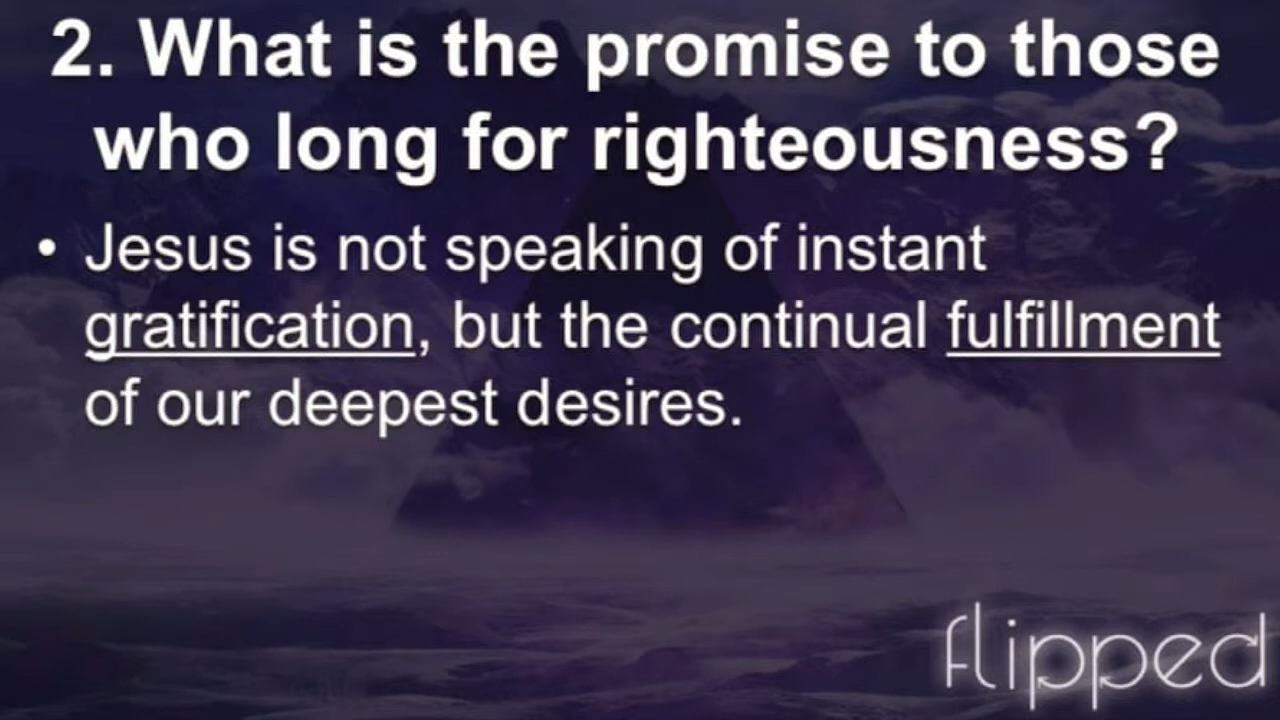 2. What is the promise to those
who long for righteousness?
• Jesus is not speaking of instant
gratification, but the continual fulfillment
of our deepest desires.
flipped